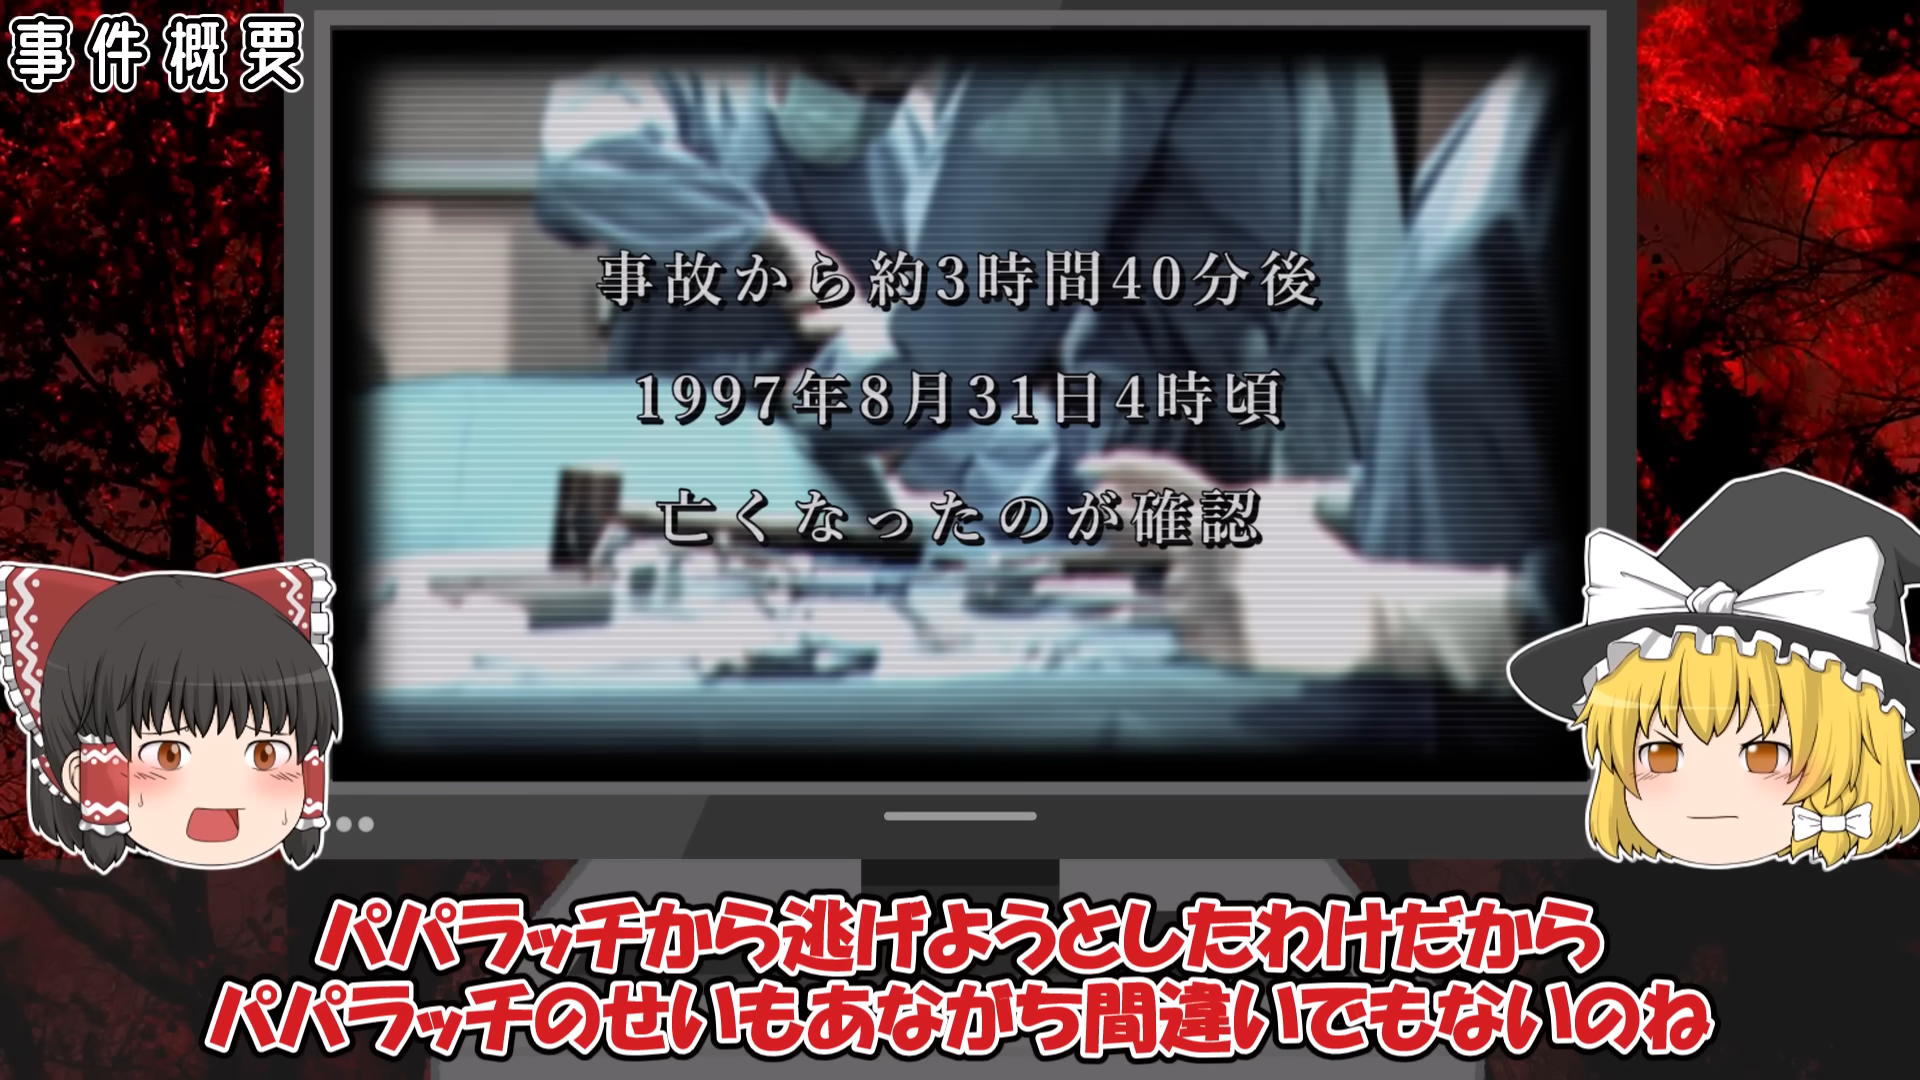 事件概要
事故から約3時間40分後
1997年8月31日4時頃
亡くなったのが確認
パパラッチから逃げようとしたわけだから
パパラッチのせいもあながち間違いでもないのね